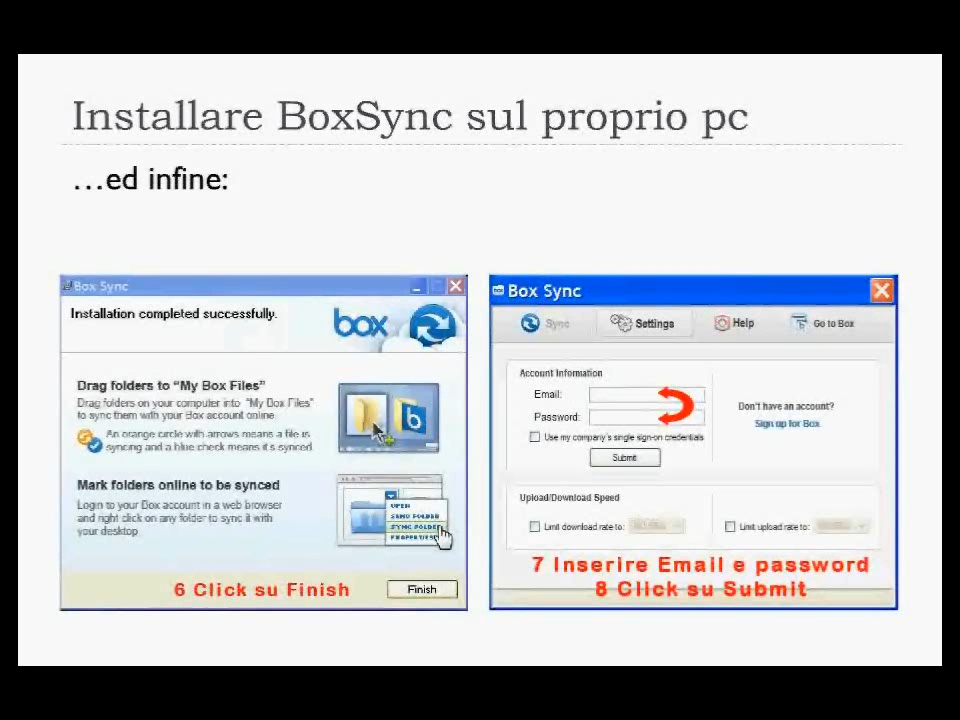 Installare BoxSync sul proprio pc
…ed infine:
Box Sync
Installation completed successfully.
box
Drag folders to “My Box Files”
Drag folders on your computer into "My Box Files"
to sync them with your Box account online
An orange circle with arrows means a file is
syncing and a blue check means it's synced
b
Mark folders online to be synced
Login to your Box account in a web browser
and right click on any folder to sync it with
your desktop
OPEN
SEND FOLDER
SYNC FOLDER
PROPERTIES
6 Click su Finish
Finish
Box Sync
Sync
Settings
Help
Go to Box
Account Information
Email:
Password:
Use my company's single sign-on credentials
Submit
Don't have an account?
Sign up for Box
Upload/Download Speed
Limit download rate to:
Limit upload rate to:
7 Inserire Email e password
8 Click su Submit